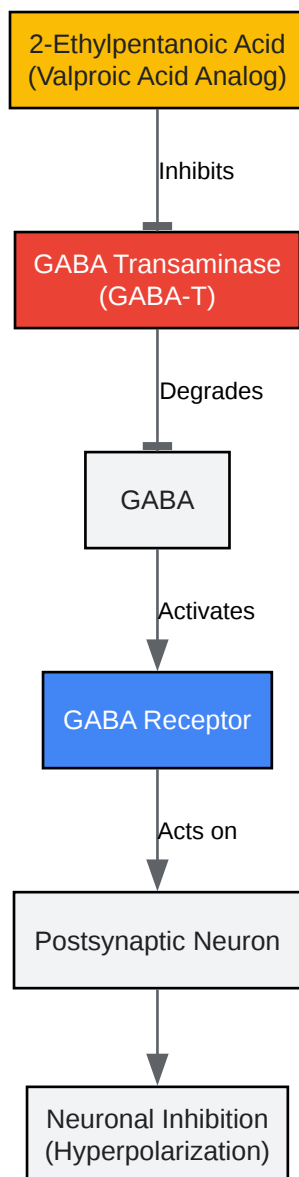 2-Ethylpentanoic Acid
(Valproic Acid Analog)
Inhibits
GABA Transaminase
(GABA-T)
Degrades
GABA
Activates
GABA Receptor
Acts on
Postsynaptic Neuron
Neuronal Inhibition
(Hyperpolarization)